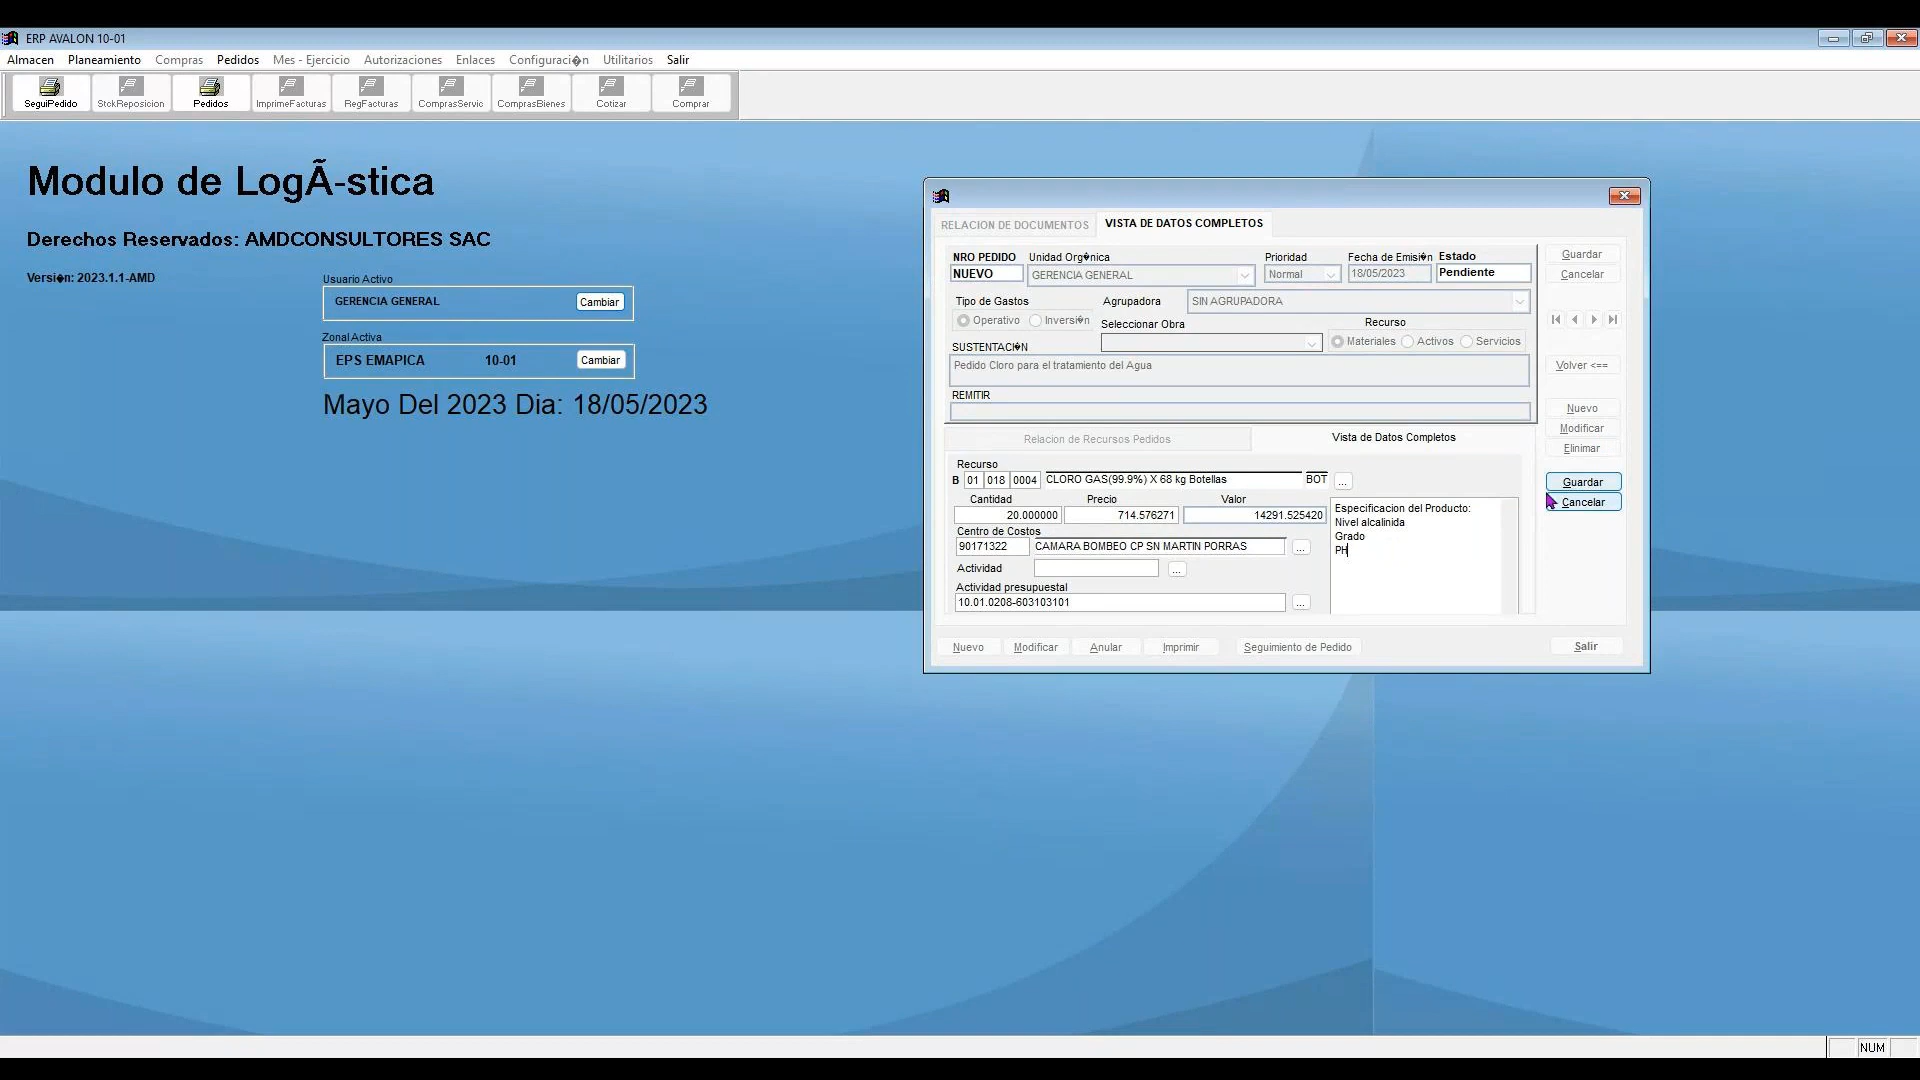 ERP AVALON 10-01
Almacen Planeamiento Compras Pedidos Mes - Ejercicio Autorizaciones Enlaces Configuraci�n Utilitarios Salir
SeguiPedido StckReposicion Pedidos ImprimeFacturas RegFacturas ComprasServic ComprasBienes Cotizar Comprar
Modulo de LogÃ-stica
Derechos Reservados: AMDCONSULTORES SAC
Versi�n: 2023.1.1-AMD
Usuario Activo
GERENCIA GENERAL Cambiar
Zonal Activa
EPS EMAPICA 10-01 Cambiar
Mayo Del 2023 Dia: 18/05/2023
RELACION DE DOCUMENTOS VISTA DE DATOS COMPLETOS
NRO PEDIDO Unidad Org�nica Prioridad Fecha de Emisi�n Estado
NUEVO GERENCIA GENERAL Normal 18/05/2023 Pendiente
Tipo de Gastos Agrupadora SIN AGRUPADORA
Operativo Inversi�n Seleccionar Obra Recurso
Materiales Activos Servicios
SUSTENTACI�N
Pedido Cloro para el tratamiento del Agua
REMITIR
Relacion de Recursos Pedidos Vista de Datos Completos
Recurso
B 01 018 0004 CLORO GAS(99.9%) X 68 kg Botellas BOT ...
Cantidad Precio Valor
20.000000 714.576271 14291.525420
Centro de Costos
90171322 CAMARA BOMBEO CP SN MARTIN PORRAS ...
Actividad ...
Actividad presupuestal
10.01.0208-603103101 ...
Especificacion del Producto:
Nivel alcalinida
Grado
PH
Guardar
Cancelar
Volver <==
Nuevo
Modificar
Elinimar
Guardar
Cancelar
Nuevo Modificar Anular Imprimir Seguimiento de Pedido Salir
NUM